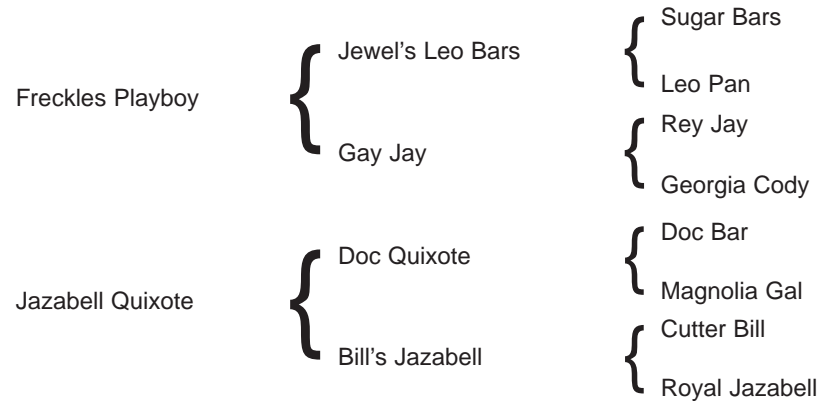 Sugar Bars
Jewel's Leo Bars
Leo Pan
Freckles Playboy
Rey Jay
Gay Jay
Georgia Cody
Doc Bar
Doc Quixote
Magnolia Gal
Jazabell Quixote
Cutter Bill
Bill's Jazabell
Royal Jazabell